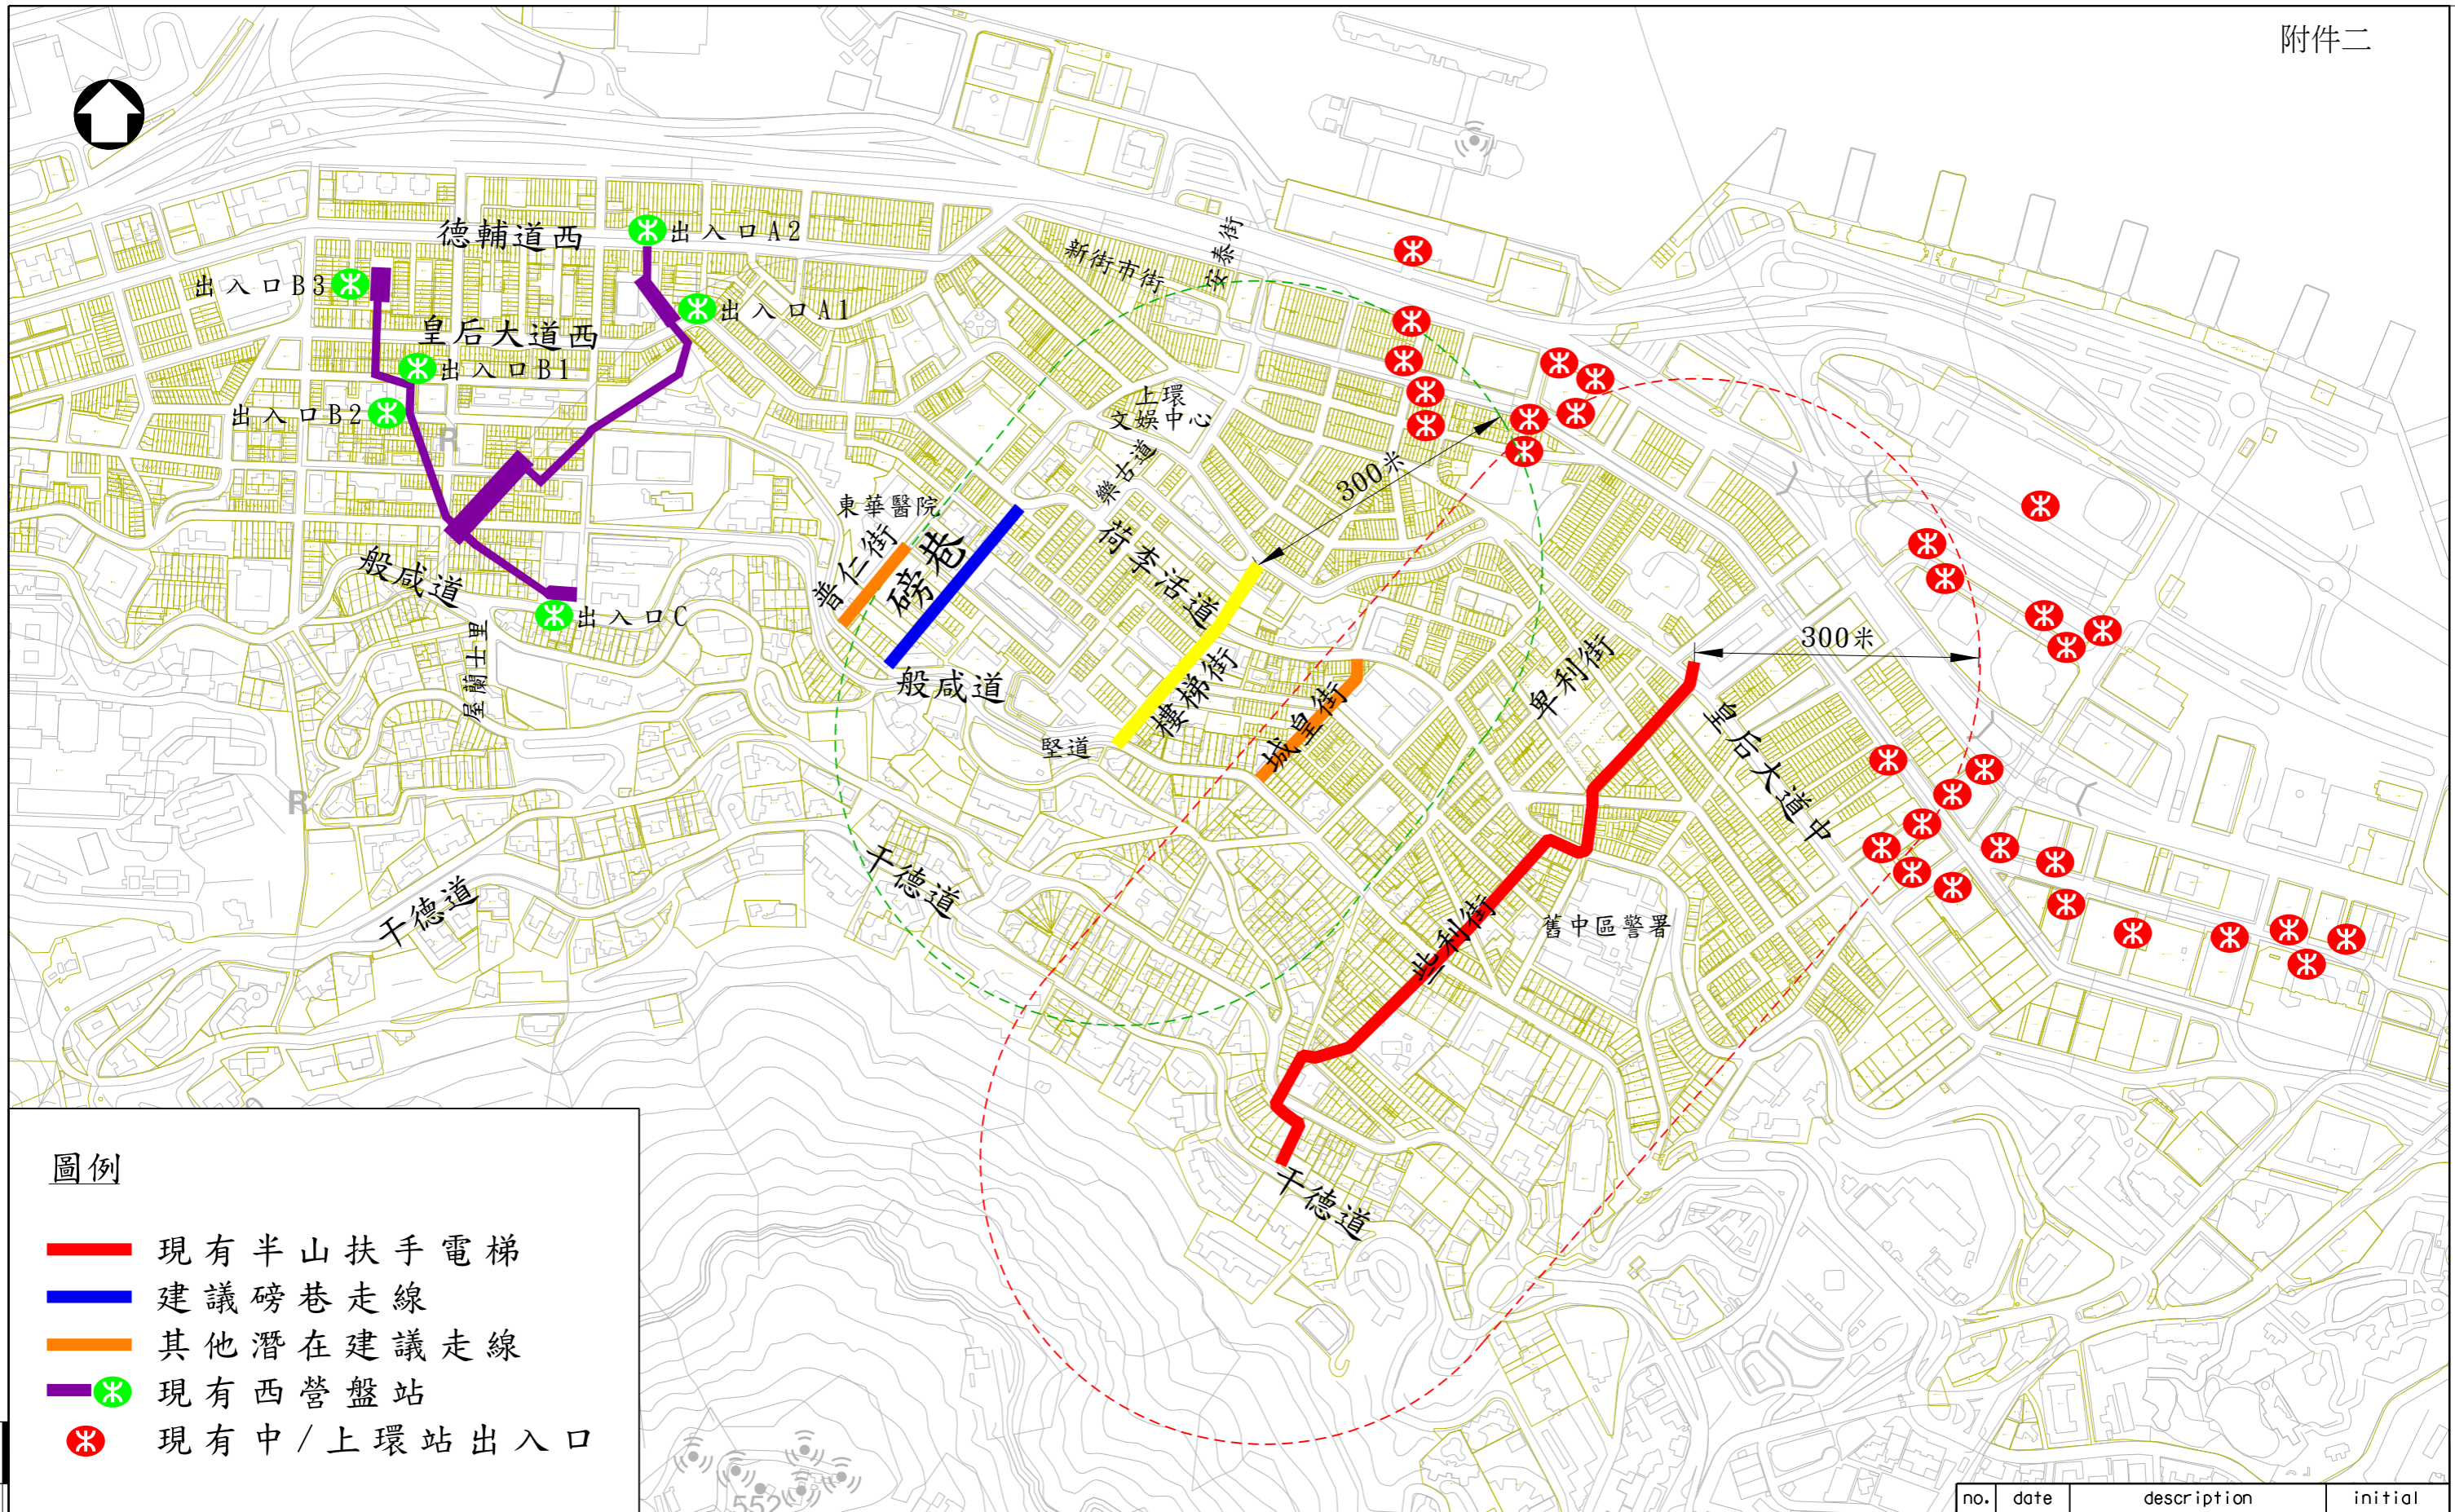 附件二
德輔道西
出入口A2
出入口B3
出入口A1
皇后大道西
出入口B1
出入口B2
新街市街
安泰街
上環
文娛中心
樂古道
300米
東華醫院
普仁街
磅巷
荷李活道
般咸道
出入口C
屋蘭士里
般咸道
樓梯街
堅道
城皇街
卑利街
300米
皇后大道中
干德道
干德道
些利街
舊中區警署
干德道
R
R
圖例
現有半山扶手電梯
建議磅巷走線
其他潛在建議走線
現有西營盤站
現有中/上環站出入口
552
no. date description initial